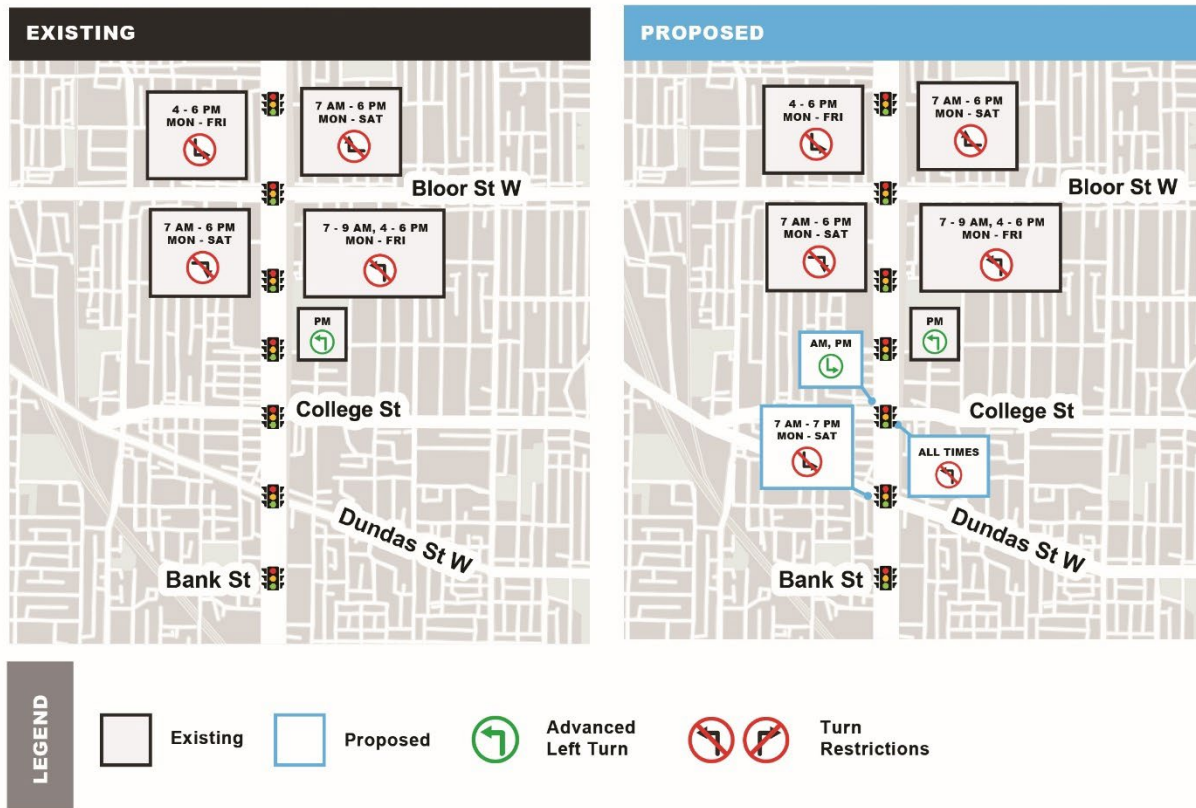 EXISTING
4 - 6 PM
MON - FRI
7 AM - 6 PM
MON - SAT
Bloor St W
7 AM - 6 PM
MON - SAT
7 - 9 AM, 4 - 6 PM
MON - FRI
PM
College St
Dundas St W
Bank St
PROPOSED
4 - 6 PM
MON - FRI
7 AM - 6 PM
MON - SAT
Bloor St W
7 AM - 6 PM
MON - SAT
7 - 9 AM, 4 - 6 PM
MON - FRI
PM
AM, PM
College St
7 AM - 7 PM
MON - SAT
ALL TIMES
Dundas St W
Bank St
LEGEND
Existing
Proposed
Advanced
Left Turn
Turn
Restrictions